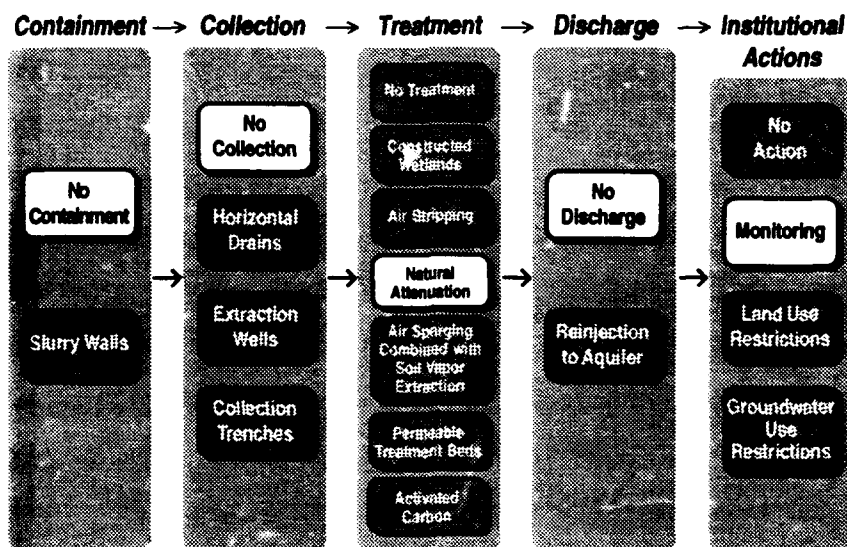 Containment → Collection → Treatment → Discharge → Institutional
Actions
No
Containment
Slurry Walls
No
Collection
Horizontal
Drains
Extraction
Wells
Collection
Trenches
No Treatment
Constructed
Wetlands
Air Stripping
Natural
Attenuation
Air Sparging
Combined with
Soil Vapor
Extraction
Permeable
Treatment Beds
Activated
Carbon
No
Discharge
Reinjection
to Aquifer
No
Action
Monitoring
Land Use
Restrictions
Groundwater
Use
Restrictions